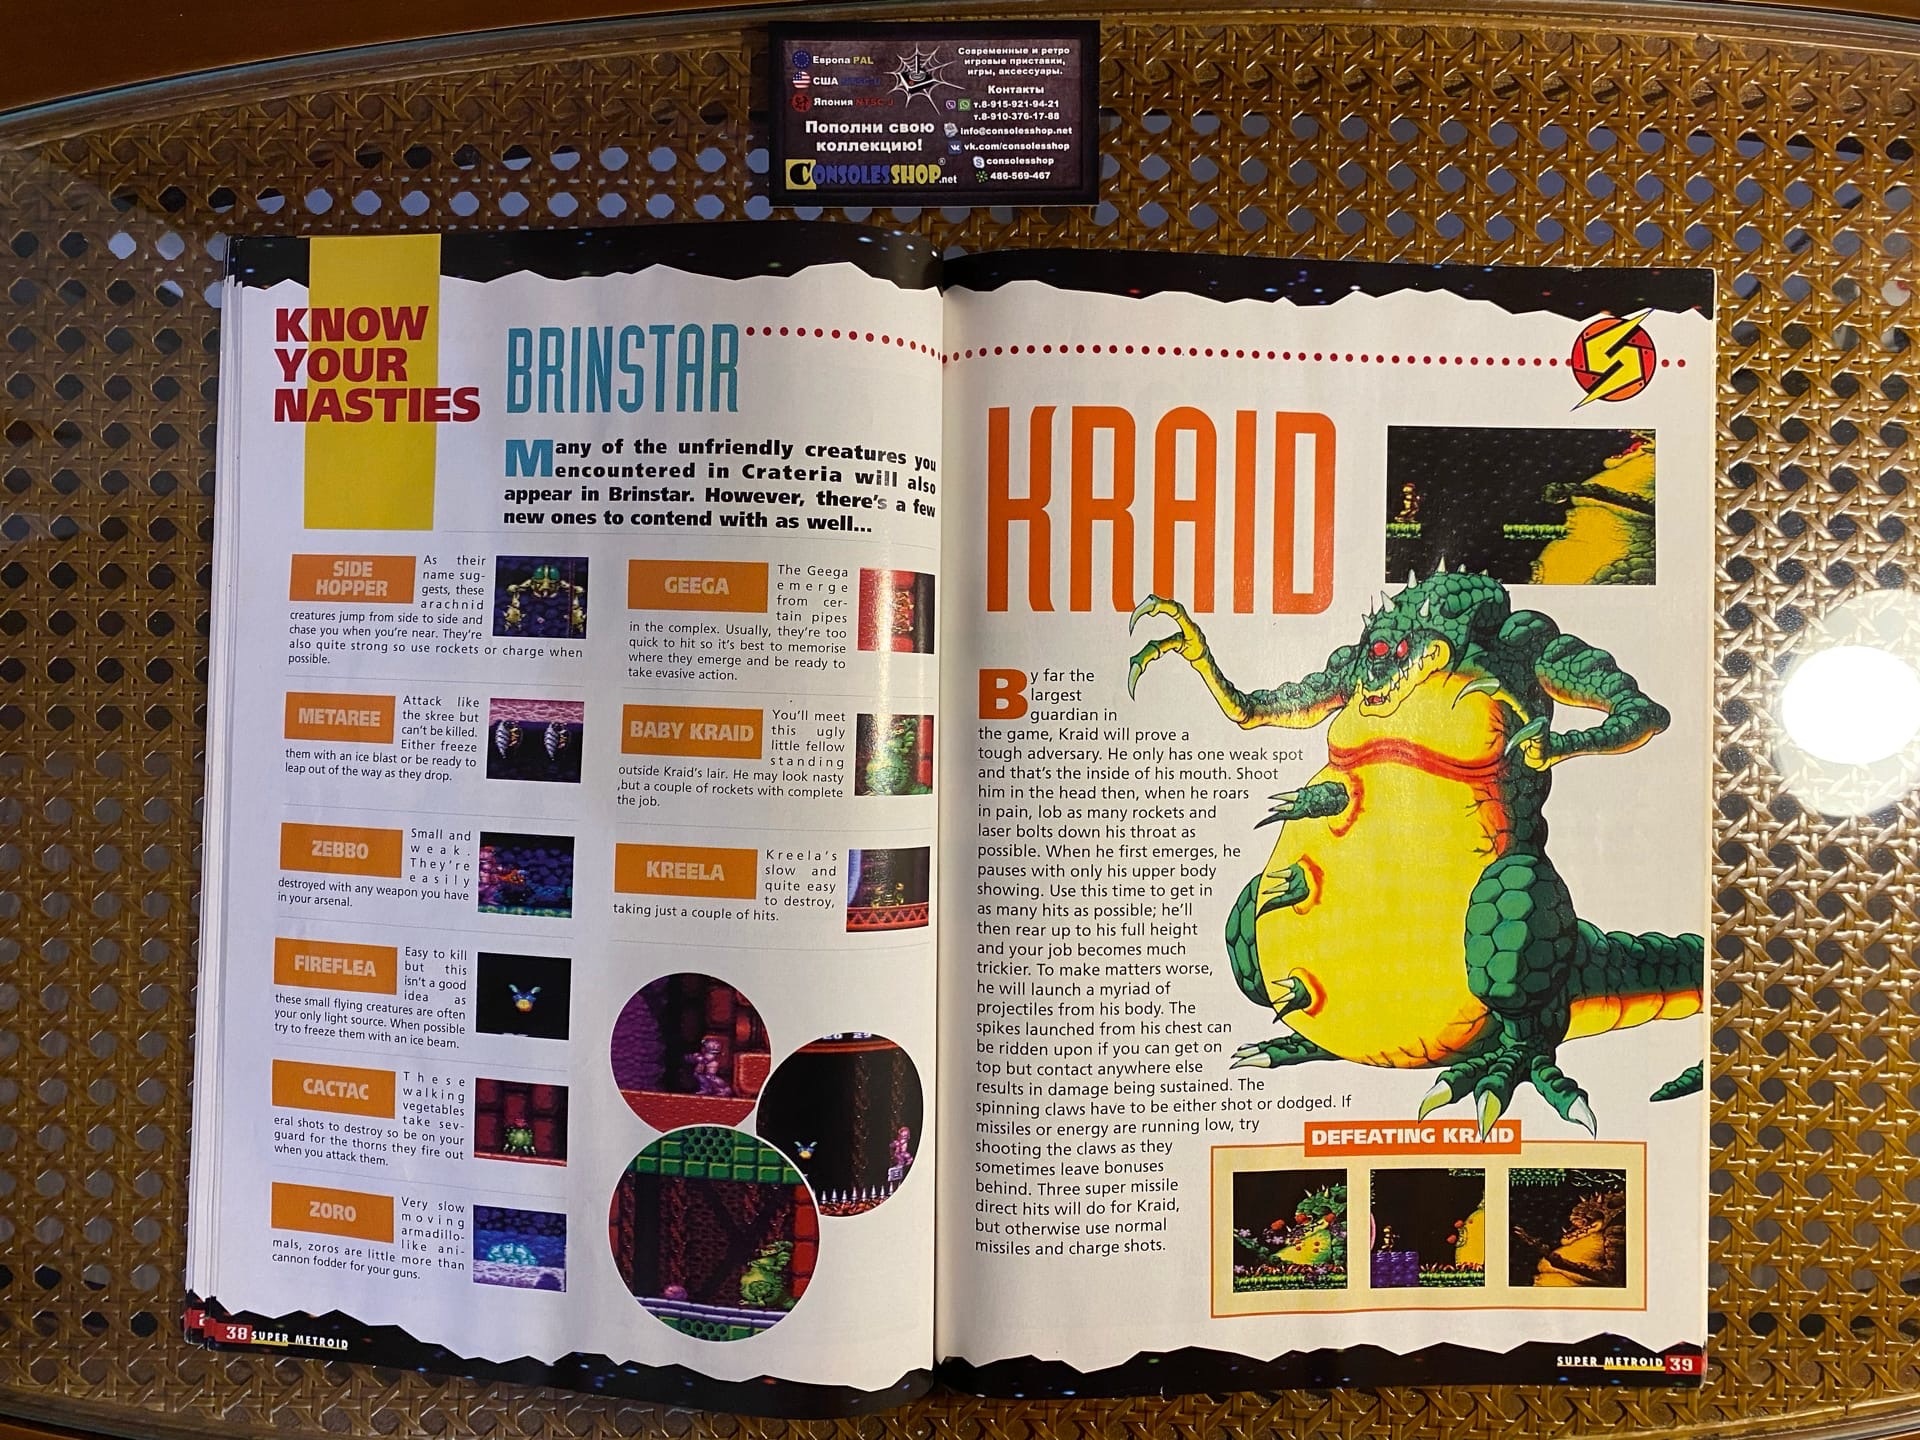 Европа PAL
США NTSC-U
Япония NTSC-J
Пополни свою
коллекцию!
CONSOLESSHOP.net
®
Современные и ретро
игровые приставки,
игры, аксессуары.
Контакты
т.8-915-921-94-21
т.8-910-376-17-88
info@consolesshop.net
vk.com/consolesshop
consolesshop
486-569-467
KNOW
YOUR
NASTIES
BRINSTAR
Many of the unfriendly creatures you
encountered in Crateria will also
appear in Brinstar. However, there's a few
new ones to contend with as well...
SIDE
HOPPER
As their
name sug-
gests, these
arachnid
creatures jump from side to side and
chase you when you're near. They're
also quite strong so use rockets or charge when
possible.
METAREE
Attack like
the skree but
can't be killed.
Either freeze
them with an ice blast or be ready to
leap out of the way as they drop.
ZEBBO
Small and
weak.
They're
easily
destroyed with any weapon you have
in your arsenal.
FIREFLEA
Easy to kill
but this
isn't a good
idea as
these small flying creatures are often
your only light source. When possible
try to freeze them with an ice beam.
CACTAC
These
walking
vegetables
take sev-
eral shots to destroy so be on your
guard for the thorns they fire out
when you attack them.
ZORO
Very slow
moving
armadillo-
like ani-
mals, zoros are little more than
cannon fodder for your guns.
GEEGA
The Geega
emerge
from cer-
tain pipes
in the complex. Usually, they're too
quick to hit so it's best to memorise
where they emerge and be ready to
take evasive action.
BABY KRAID
You'll meet
this ugly
little fellow
standing
outside Kraid's lair. He may look nasty
,but a couple of rockets with complete
the job.
KREELA
Kreela's
slow and
quite easy
to destroy,
taking just a couple of hits.
38 SUPER METROID
KRAID
By far the
largest
guardian in
the game, Kraid will prove a
tough adversary. He only has one weak spot
and that's the inside of his mouth. Shoot
him in the head then, when he roars
in pain, lob as many rockets and
laser bolts down his throat as
possible. When he first emerges, he
pauses with only his upper body
showing. Use this time to get in
as many hits as possible; he'll
then rear up to his full height
and your job becomes much
trickier. To make matters worse,
he will launch a myriad of
projectiles from his body. The
spikes launched from his chest can
be ridden upon if you can get on
top but contact anywhere else
results in damage being sustained. The
spinning claws have to be either shot or dodged. If
missiles or energy are running low, try
shooting the claws as they
sometimes leave bonuses
behind. Three super missile
direct hits will do for Kraid,
but otherwise use normal
missiles and charge shots.
DEFEATING KRAID
SUPER METROID 39